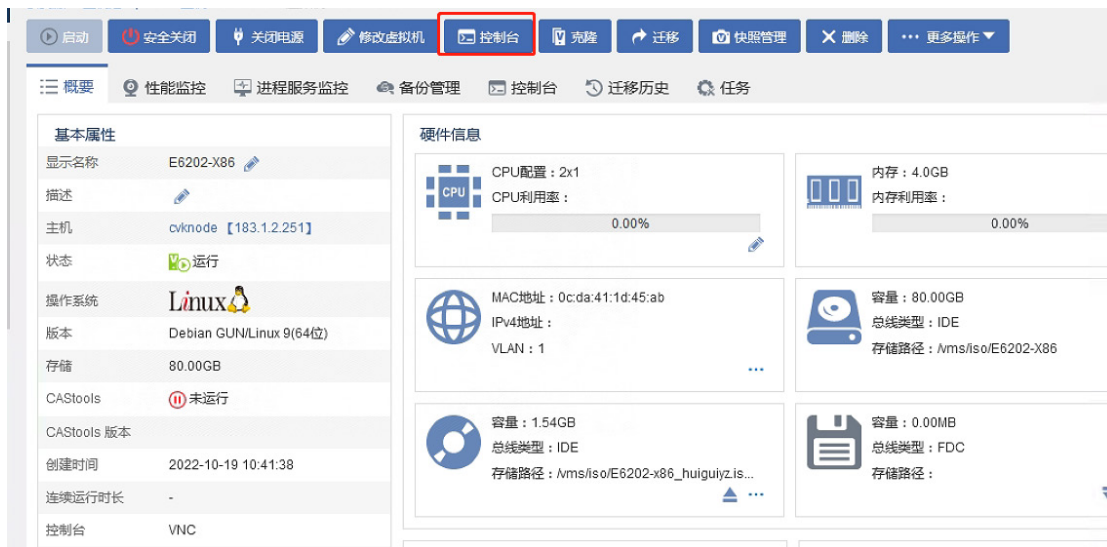 启动 安全关闭 关闭电源 修改虚拟机 控制台 克隆 迁移 快照管理 删除 ··· 更多操作
概要 性能监控 进程服务监控 备份管理 控制台 迁移历史 任务
基本属性
显示名称 E6202-X86
描述
主机 cvknode【183.1.2.251】
状态 运行
操作系统 Linux
版本 Debian GUN/Linux 9(64位)
存储 80.00GB
CAStools 未运行
CAStools 版本
创建时间 2022-10-19 10:41:38
连续运行时长 -
控制台 VNC
硬件信息
CPU
CPU配置：2x1
CPU利用率：
0.00%
内存：4.0GB
内存利用率：
0.00%
MAC地址：0c:da:41:1d:45:ab
IPv4地址：
VLAN：1
···
容量：80.00GB
总线类型：IDE
存储路径：/vms/iso/E6202-X86
容量：1.54GB
总线类型：IDE
存储路径：/vms/iso/E6202-x86_huiguiyz.is...
···
容量：0.00MB
总线类型：FDC
存储路径：